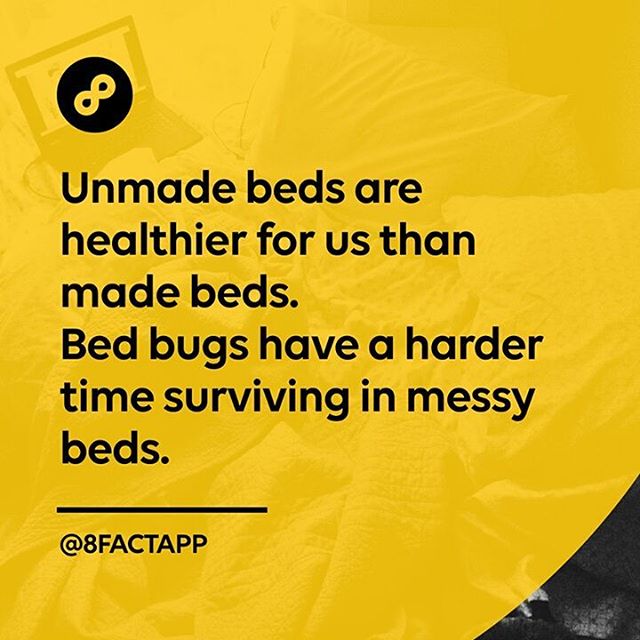 Unmade beds are
healthier for us than
made beds.
Bed bugs have a harder
time surviving in messy
beds.
@8FACTAPP